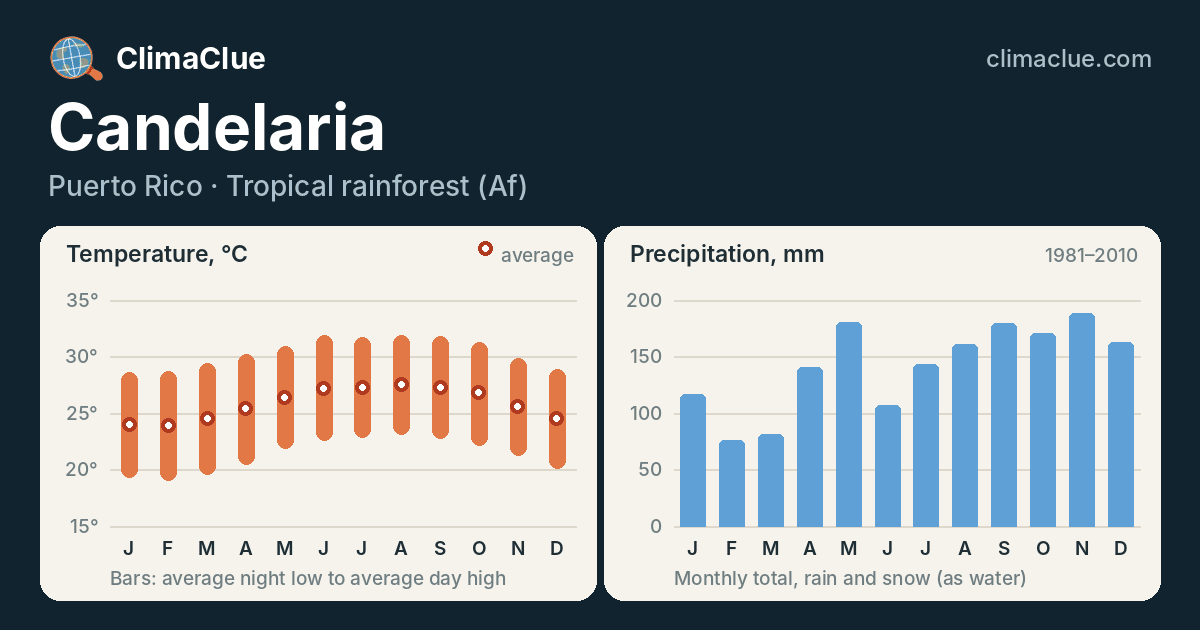 ClimaClue
climaclue.com
Candelaria
Puerto Rico · Tropical rainforest (Af)
Temperature, °C
average
35°
30°
25°
20°
15°
J F M A M J J A S O N D
Bars: average night low to average day high
Precipitation, mm
1981–2010
200
150
100
50
0
J F M A M J J A S O N D
Monthly total, rain and snow (as water)